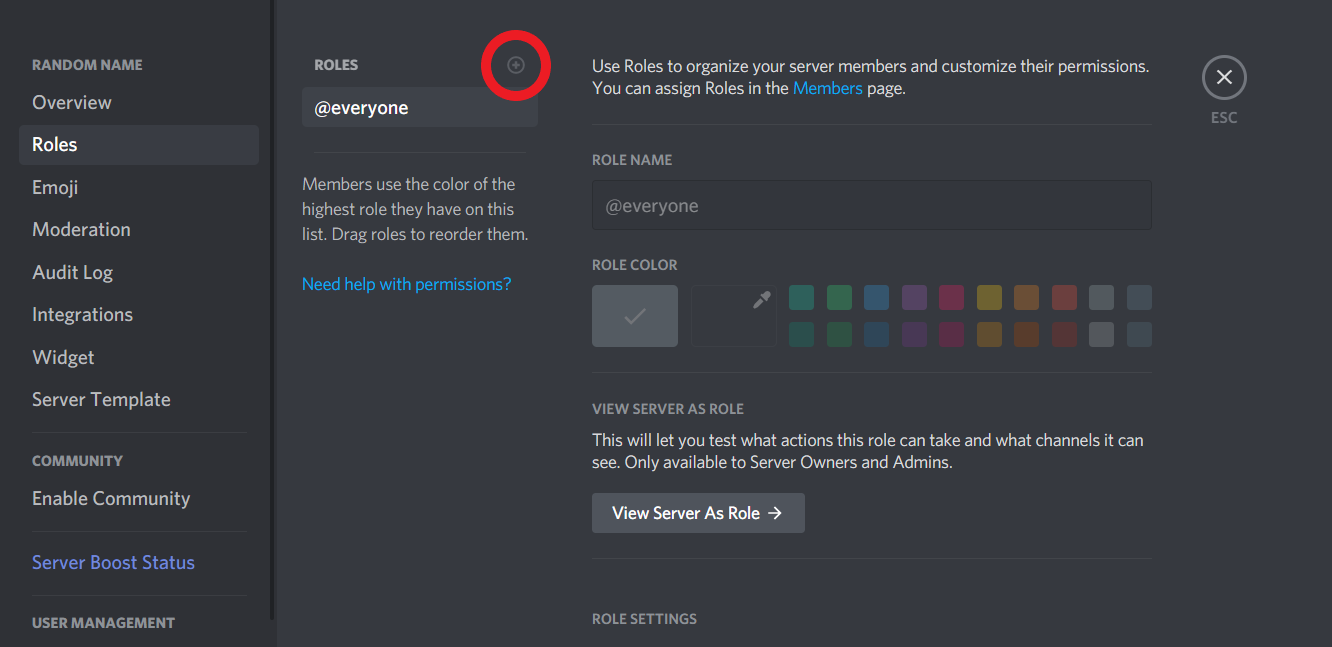 RANDOM NAME
Overview
Roles
Emoji
Moderation
Audit Log
Integrations
Widget
Server Template
COMMUNITY
Enable Community
Server Boost Status
USER MANAGEMENT
ROLES
@everyone
Members use the color of the
highest role they have on this
list. Drag roles to reorder them.
Need help with permissions?
Use Roles to organize your server members and customize their permissions.
You can assign Roles in the Members page.
ROLE NAME
@everyone
ROLE COLOR
VIEW SERVER AS ROLE
This will let you test what actions this role can take and what channels it can
see. Only available to Server Owners and Admins.
View Server As Role →
ROLE SETTINGS
ESC